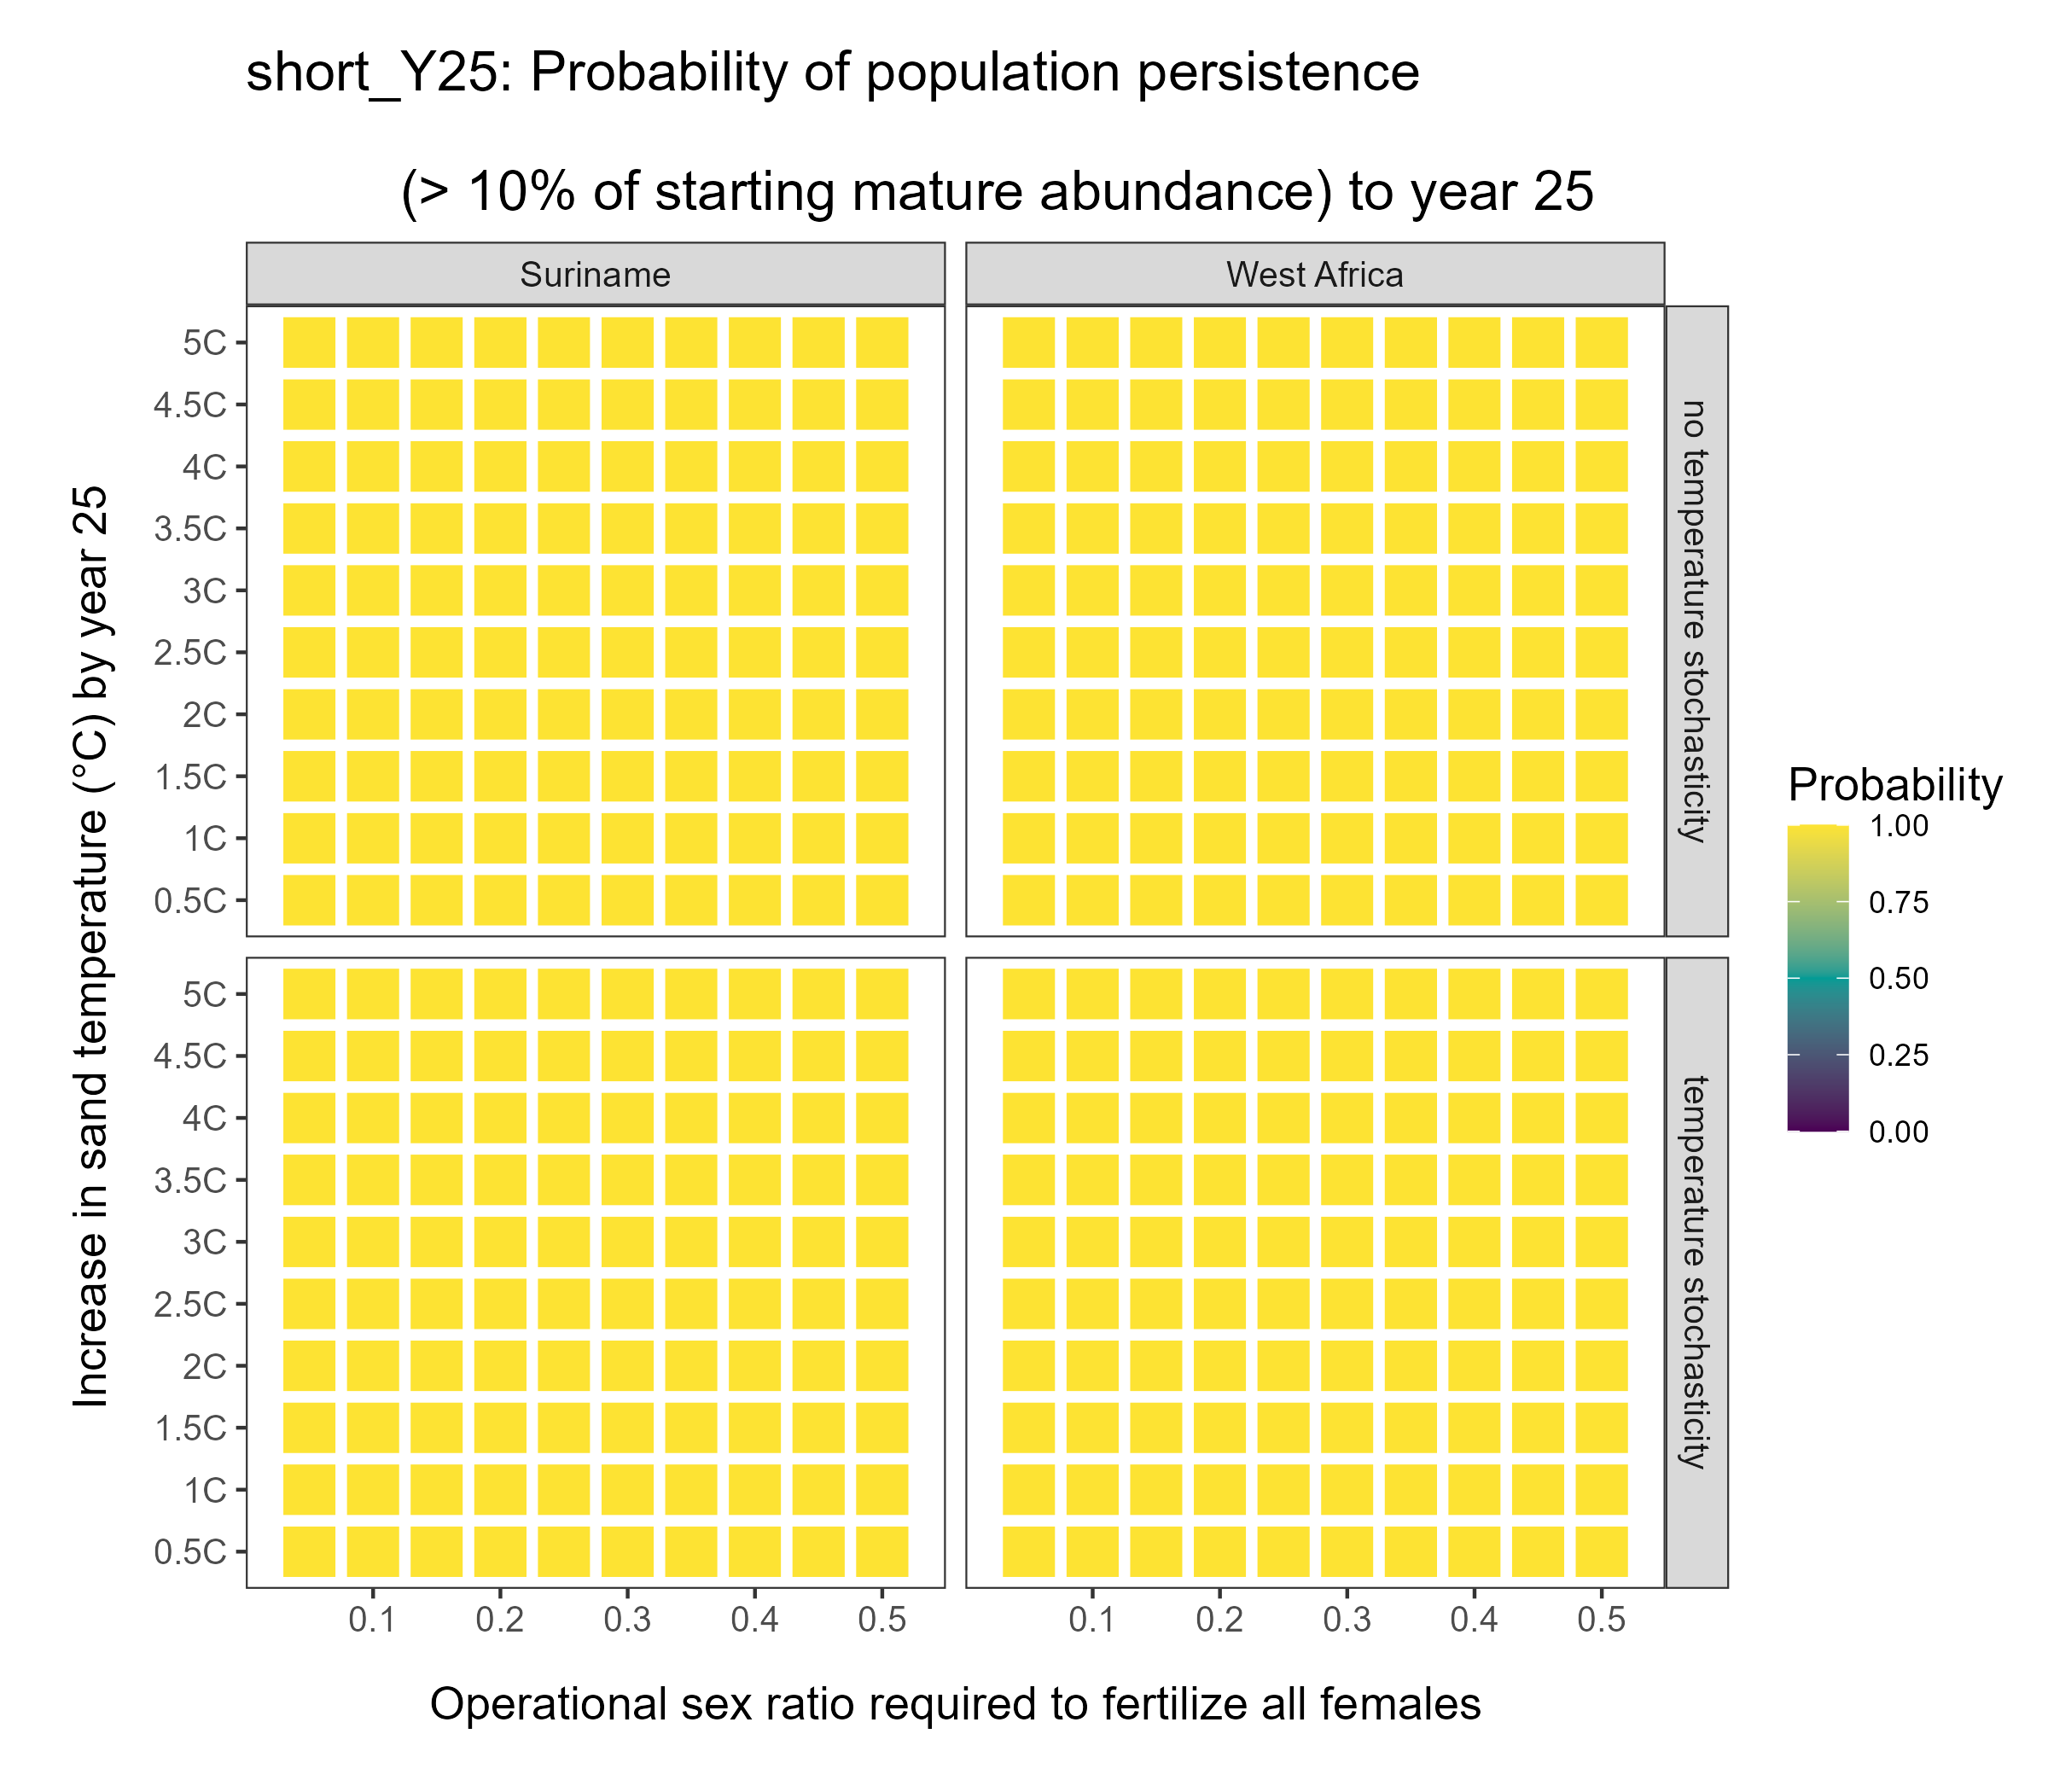 short_Y25: Probability of population persistence
(> 10% of starting mature abundance) to year 25
Suriname
West Africa
5C
4.5C
4C
3.5C
3C
2.5C
2C
1.5C
1C
0.5C
no temperature stochasticity
5C
4.5C
4C
3.5C
3C
2.5C
2C
1.5C
1C
0.5C
temperature stochasticity
Increase in sand temperature (°C) by year 25
0.1 0.2 0.3 0.4 0.5
0.1 0.2 0.3 0.4 0.5
Operational sex ratio required to fertilize all females
Probability
1.00
0.75
0.50
0.25
0.00